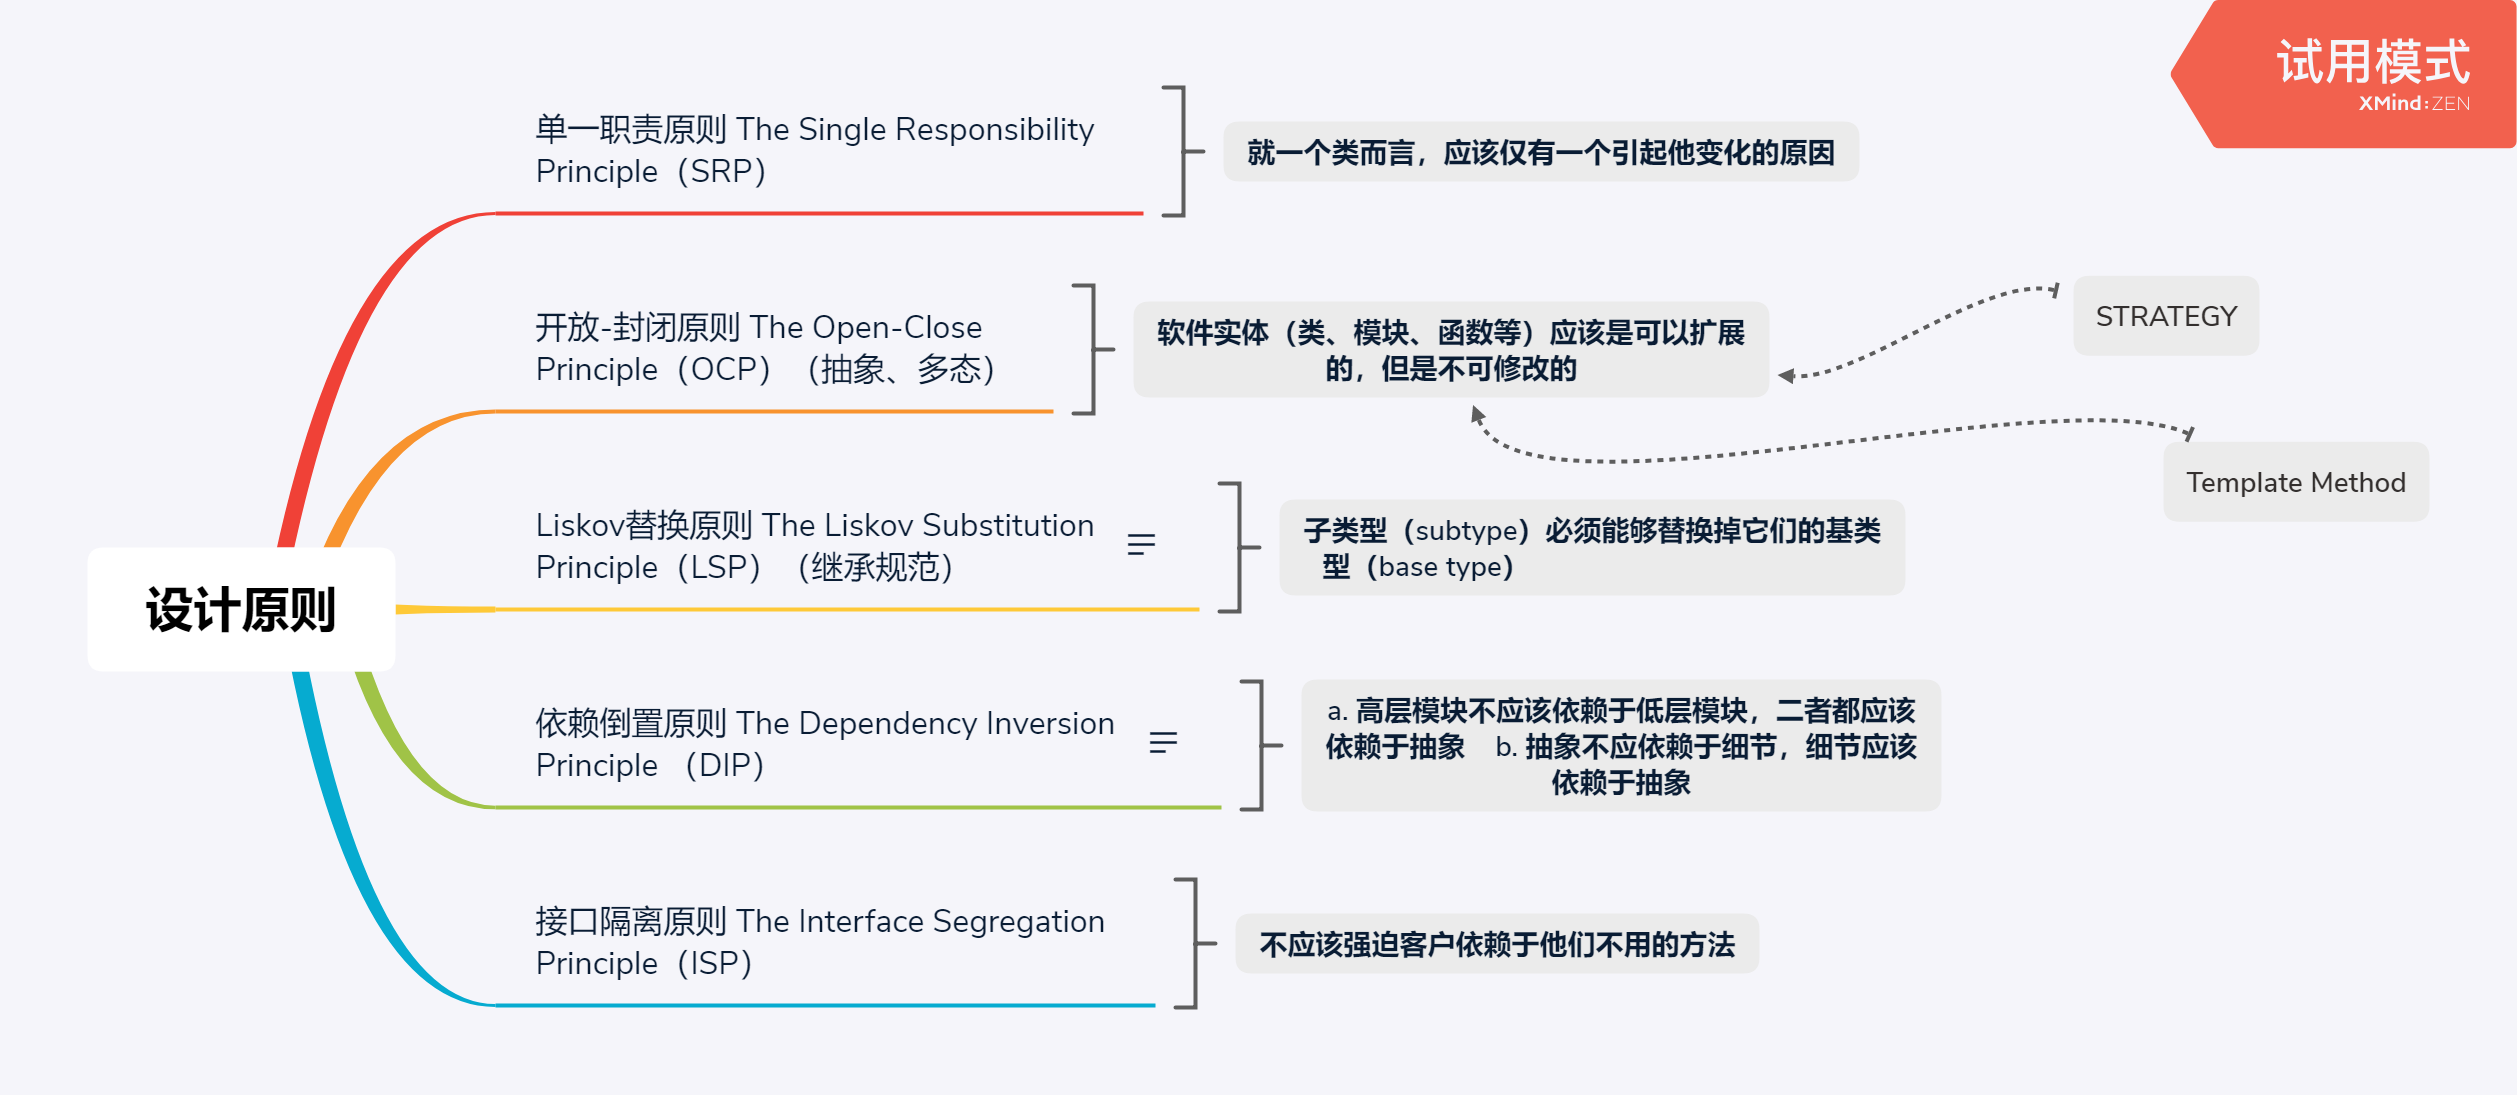 试用模式
XMind:ZEN
单一职责原则 The Single Responsibility
Principle（SRP）
就一个类而言，应该仅有一个引起他变化的原因
开放-封闭原则 The Open-Close
Principle（OCP）（抽象、多态）
软件实体（类、模块、函数等）应该是可以扩展
的，但是不可修改的
STRATEGY
Template Method
Liskov替换原则 The Liskov Substitution
Principle（LSP）（继承规范）
子类型（subtype）必须能够替换掉它们的基类
型（base type）
设计原则
依赖倒置原则 The Dependency Inversion
Principle （DIP）
a. 高层模块不应该依赖于低层模块，二者都应该
依赖于抽象 b. 抽象不应依赖于细节，细节应该
依赖于抽象
接口隔离原则 The Interface Segregation
Principle（ISP）
不应该强迫客户依赖于他们不用的方法